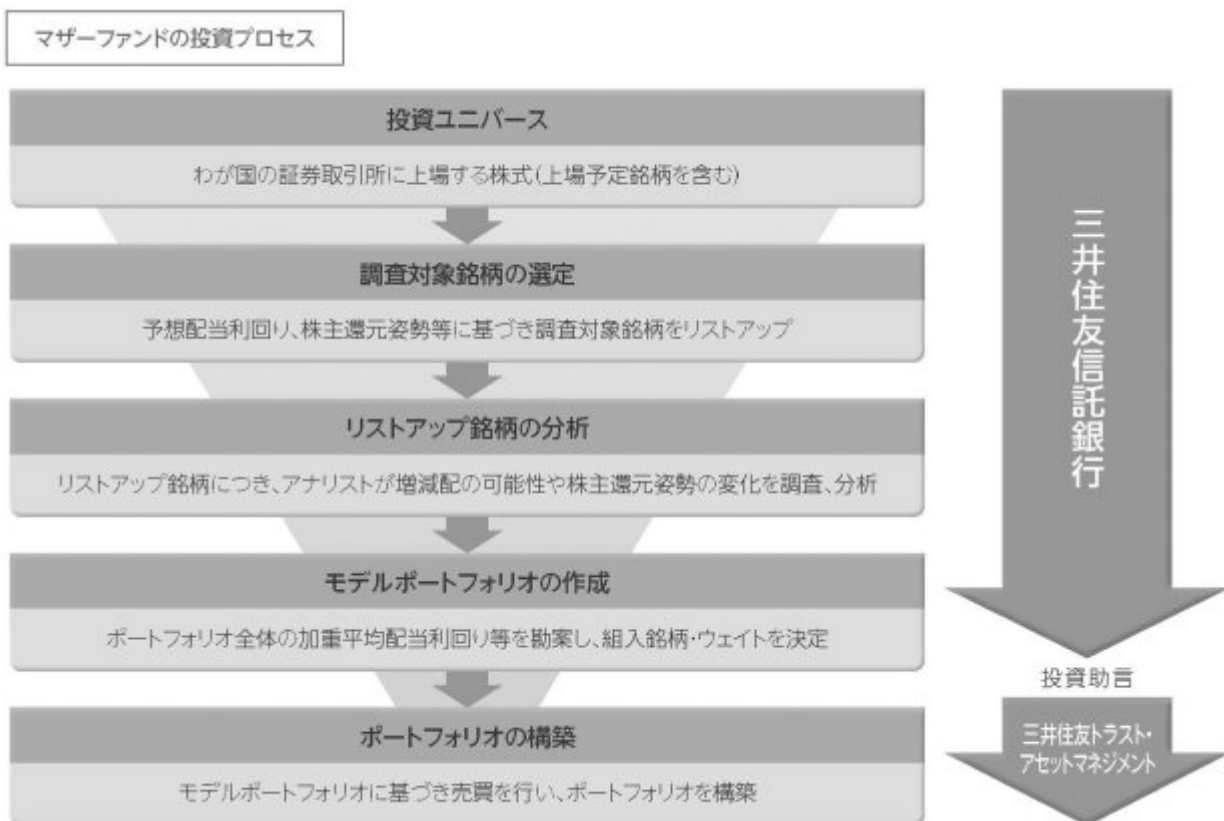 マザーファンドの投資プロセス
投資ユニバース
わが国の証券取引所に上場する株式(上場予定銘柄を含む)
調査対象銘柄の選定
予想配当利回り、株主還元姿勢等に基づき調査対象銘柄をリストアップ
リストアップ銘柄の分析
リストアップ銘柄につき、アナリストが増減配の可能性や株主還元姿勢の変化を調査、分析
モデルポートフォリオの作成
ポートフォリオ全体の加重平均配当利回り等を勘案し、組入銘柄・ウェイトを決定
ポートフォリオの構築
モデルポートフォリオに基づき売買を行い、ポートフォリオを構築
三井住友信託銀行
投資助言
三井住友トラスト・
アセットマネジメント